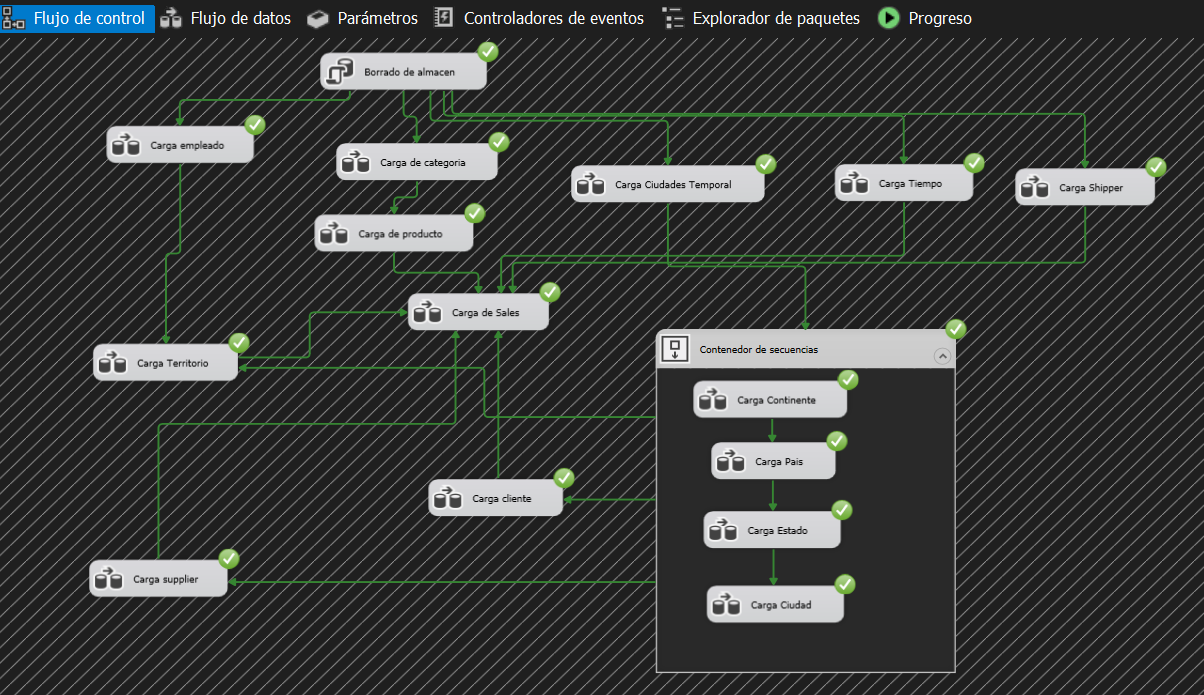 Flujo de control
Flujo de datos
Parámetros
Controladores de eventos
Explorador de paquetes
Progreso
Borrado de almacen
Carga empleado
Carga de categoria
Carga Ciudades Temporal
Carga Tiempo
Carga Shipper
Carga de producto
Carga de Sales
Carga Territorio
Contenedor de secuencias
Carga Continente
Carga Pais
Carga cliente
Carga Estado
Carga supplier
Carga Ciudad